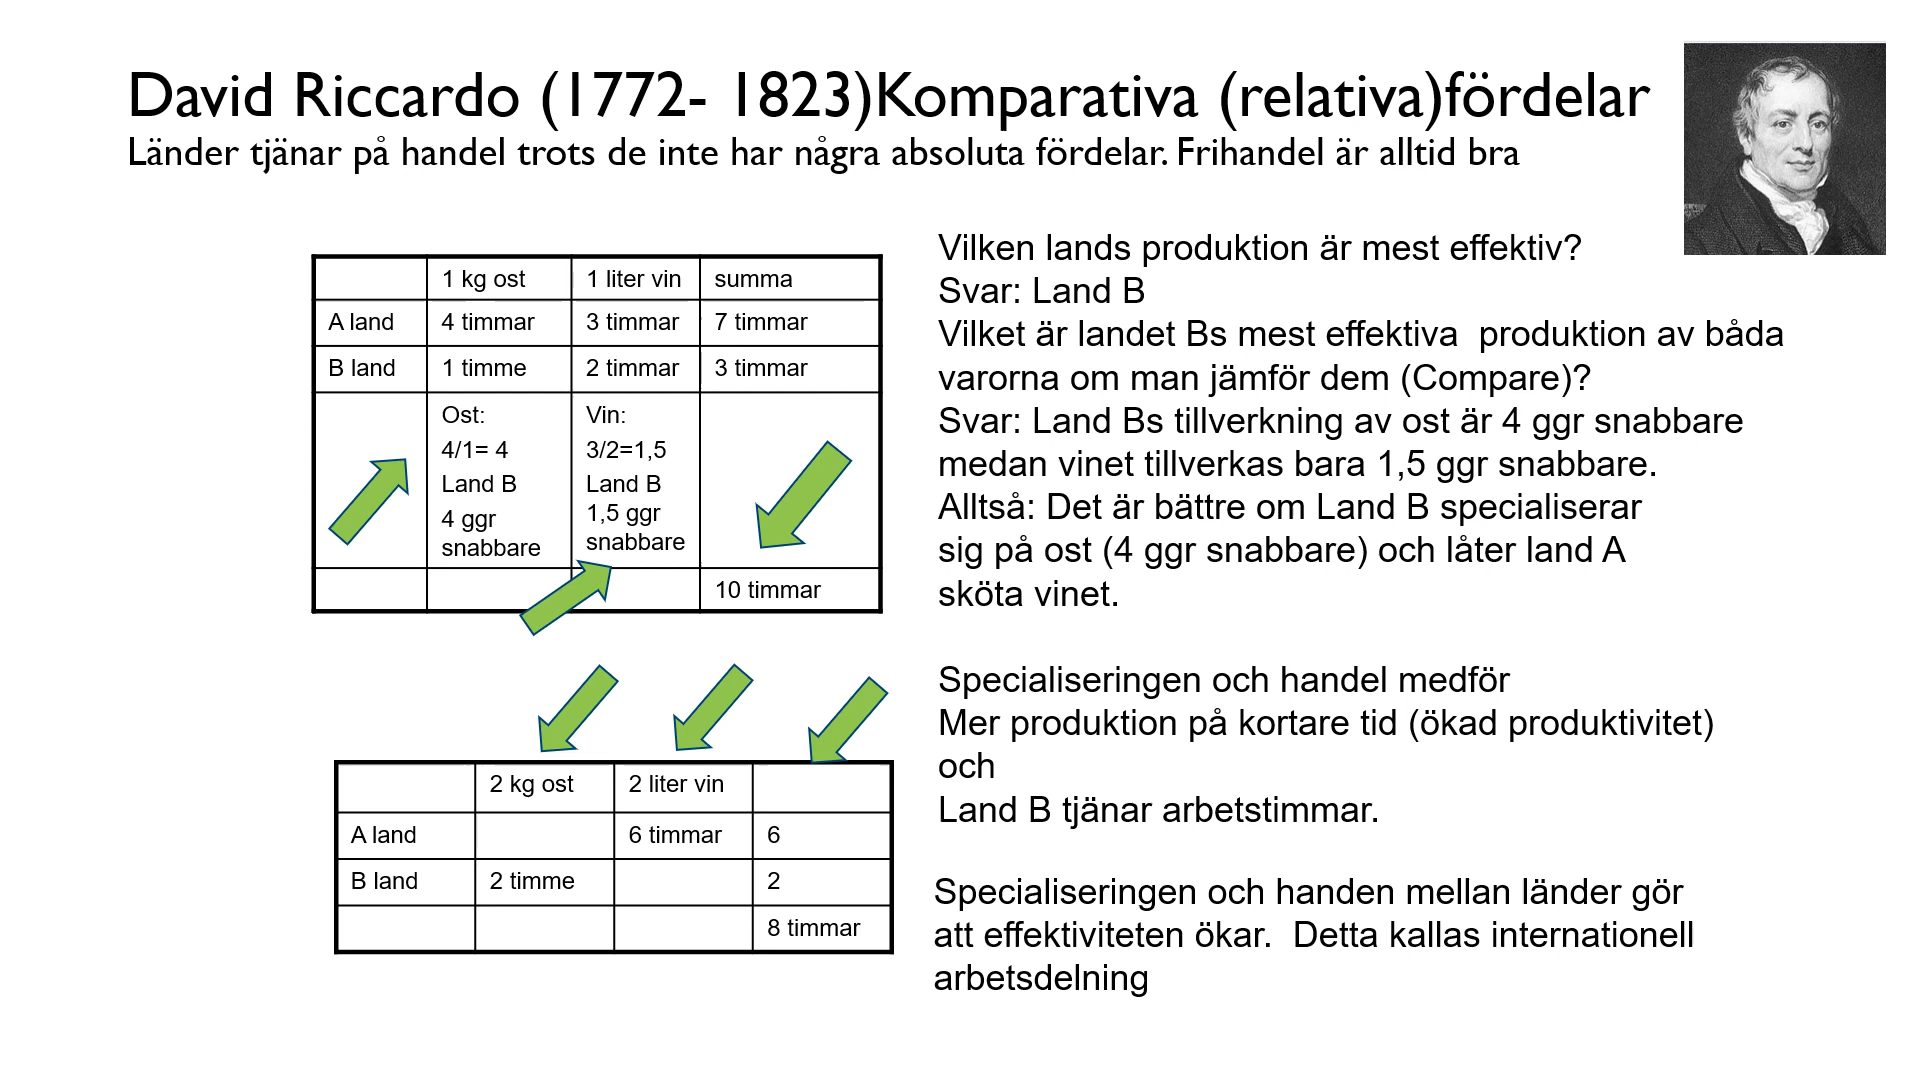 David Riccardo (1772- 1823)Komparativa (relativa)fördelar
Länder tjänar på handel trots de inte har några absoluta fördelar. Frihandel är alltid bra
1 kg ost 1 liter vin summa
A land 4 timmar 3 timmar 7 timmar
B land 1 timme 2 timmar 3 timmar
Ost:
4/1= 4
Land B
4 ggr
snabbare
Vin:
3/2=1,5
Land B
1,5 ggr
snabbare
10 timmar
2 kg ost 2 liter vin
A land 6 timmar 6
B land 2 timme 2
8 timmar
Vilken lands produktion är mest effektiv?
Svar: Land B
Vilket är landet Bs mest effektiva  produktion av båda
varorna om man jämför dem (Compare)?
Svar: Land Bs tillverkning av ost är 4 ggr snabbare
medan vinet tillverkas bara 1,5 ggr snabbare.
Alltså: Det är bättre om Land B specialiserar
sig på ost (4 ggr snabbare) och låter land A
sköta vinet.
Specialiseringen och handel medför
Mer produktion på kortare tid (ökad produktivitet)
och
Land B tjänar arbetstimmar.
Specialiseringen och handen mellan länder gör
att effektiviteten ökar.  Detta kallas internationell
arbetsdelning